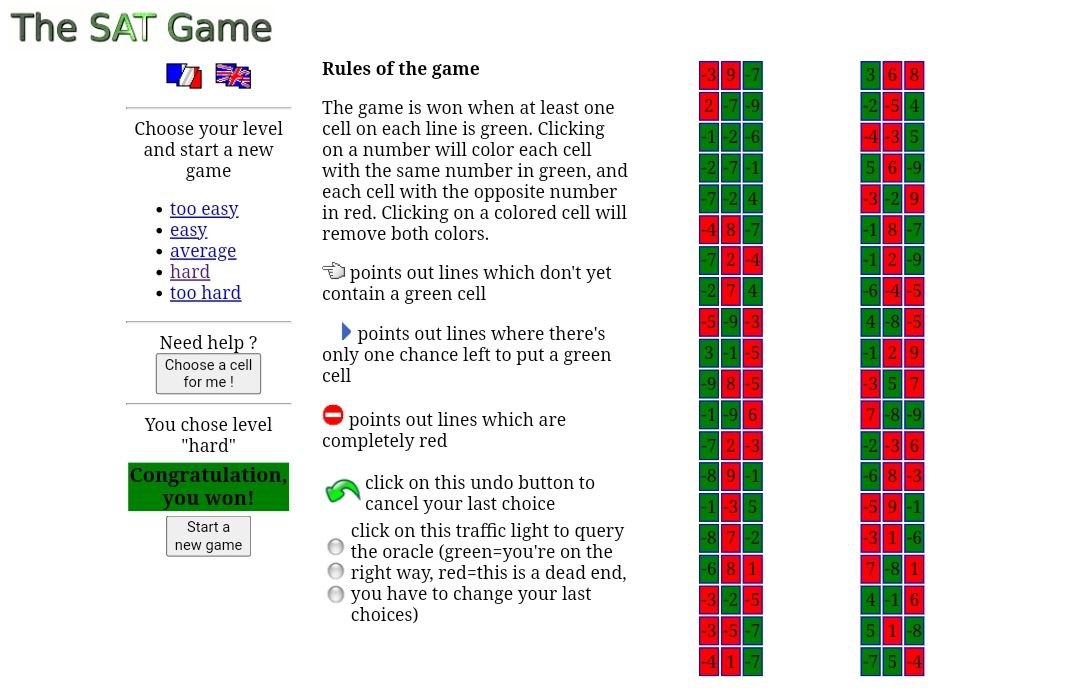 The SAT Game
Choose your level
and start a new
game
too easy
easy
average
hard
too hard
Need help ?
Choose a cell
for me !
You chose level
"hard"
Congratulation,
you won!
Start a
new game
Rules of the game
The game is won when at least one
cell on each line is green. Clicking
on a number will color each cell
with the same number in green, and
each cell with the opposite number
in red. Clicking on a colored cell will
remove both colors.
points out lines which don't yet
contain a green cell
points out lines where there's
only one chance left to put a green
cell
points out lines which are
completely red
click on this undo button to
cancel your last choice
click on this traffic light to query
the oracle (green=you're on the
right way, red=this is a dead end,
you have to change your last
choices)
-3 9 -7
2 -7 -9
-1 -2 -6
-2 -7 -1
-7 -2 4
-4 8 -7
-7 2 -4
-2 7 4
-5 -9 -3
3 -1 -5
-9 8 -5
-1 -9 6
-7 2 -3
-8 9 -1
-1 -3 5
-8 7 -2
-6 8 1
-3 -2 -5
-3 -5 -7
-4 1 -7
3 6 8
-2 -5 4
-4 -3 5
5 6 -9
-3 -2 9
-1 8 -7
-1 2 -9
-6 -4 -5
4 -8 -5
-1 2 9
-3 5 7
7 -8 -9
-2 -3 6
-6 8 -3
-5 9 -1
-3 1 -6
7 -8 1
4 -1 6
5 1 -8
-7 5 -4